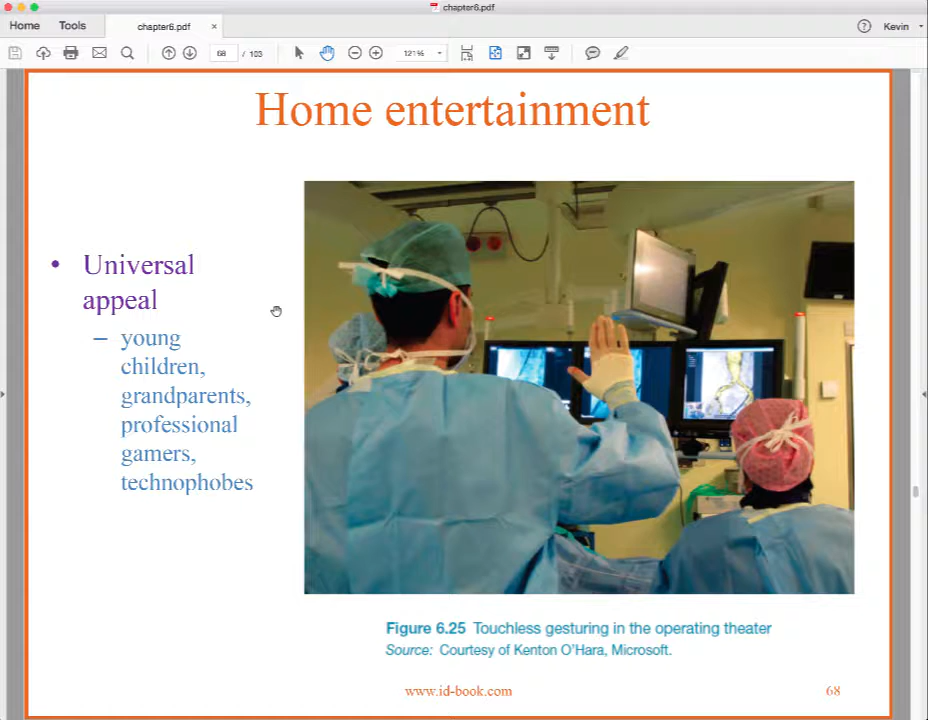 chapter6.pdf
Home
Tools
chapter6.pdf
×
?
Kevin
68
/ 103
121%
Home entertainment
• Universal
appeal
– young
children,
grandparents,
professional
gamers,
technophobes
Figure 6.25 Touchless gesturing in the operating theater
Source: Courtesy of Kenton O’Hara, Microsoft.
www.id-book.com
68